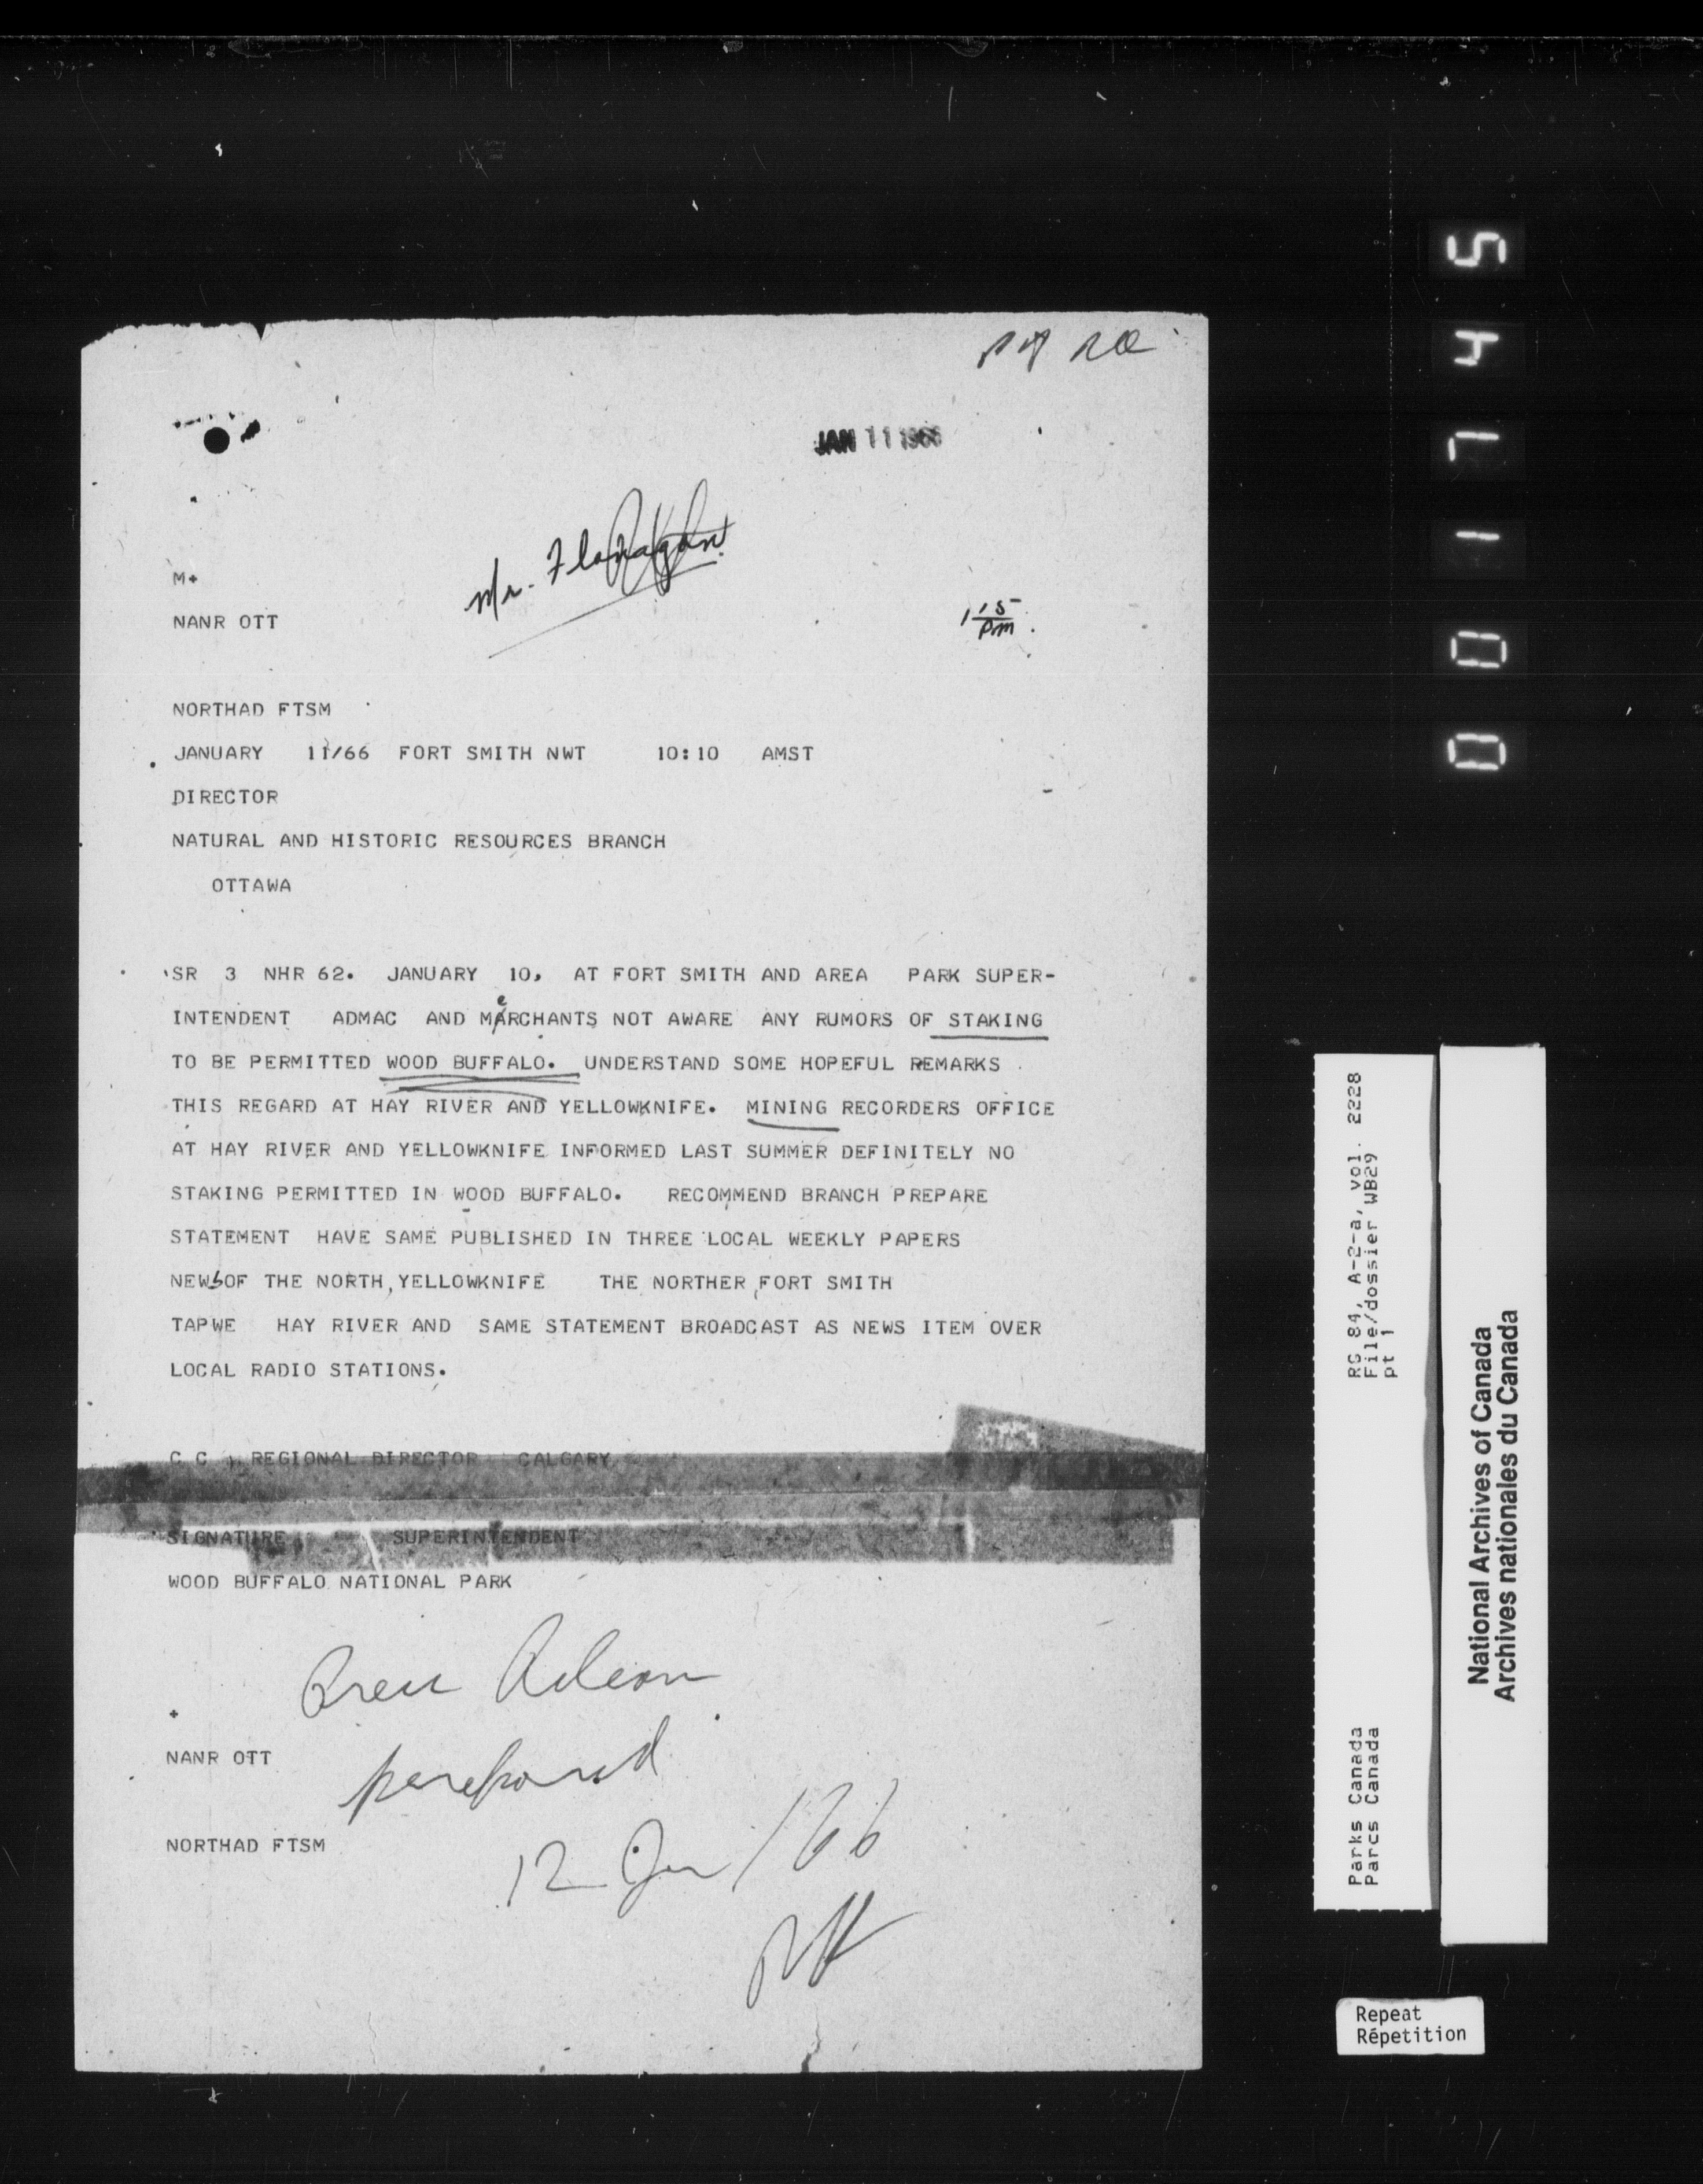 JAN 11 1966
Mr. Flanagan
1 15 pm.
M+
NANR OTT
NORTHAD FTSM
JANUARY 11/66 FORT SMITH NWT 10:10 AMST
DIRECTOR
NATURAL AND HISTORIC RESOURCES BRANCH
OTTAWA
SR 3 NHR 62. JANUARY 10, AT FORT SMITH AND AREA PARK SUPER-
INTENDENT ADMAC AND MERCHANTS NOT AWARE ANY RUMORS OF STAKING
TO BE PERMITTED WOOD BUFFALO. UNDERSTAND SOME HOPEFUL REMARKS
THIS REGARD AT HAY RIVER AND YELLOWKNIFE. MINING RECORDERS OFFICE
AT HAY RIVER AND YELLOWKNIFE INFORMED LAST SUMMER DEFINITELY NO
STAKING PERMITTED IN WOOD BUFFALO. RECOMMEND BRANCH PREPARE
STATEMENT HAVE SAME PUBLISHED IN THREE LOCAL WEEKLY PAPERS
NEWS OF THE NORTH, YELLOWKNIFE THE NORTHER, FORT SMITH
TAPWE HAY RIVER AND SAME STATEMENT BROADCAST AS NEWS ITEM OVER
LOCAL RADIO STATIONS.
C C REGIONAL DIRECTOR CALGARY
SIGNATURE SUPERINTENDENT
WOOD BUFFALO NATIONAL PARK
+
NANR OTT
prepared
NORTHAD FTSM
12 Jan/66
001745
RG 84, A-2-a, vol. 2228
File/dossier WB29
pt 1
Parks Canada
Parcs Canada
National Archives of Canada
Archives nationales du Canada
Repeat
Répetition